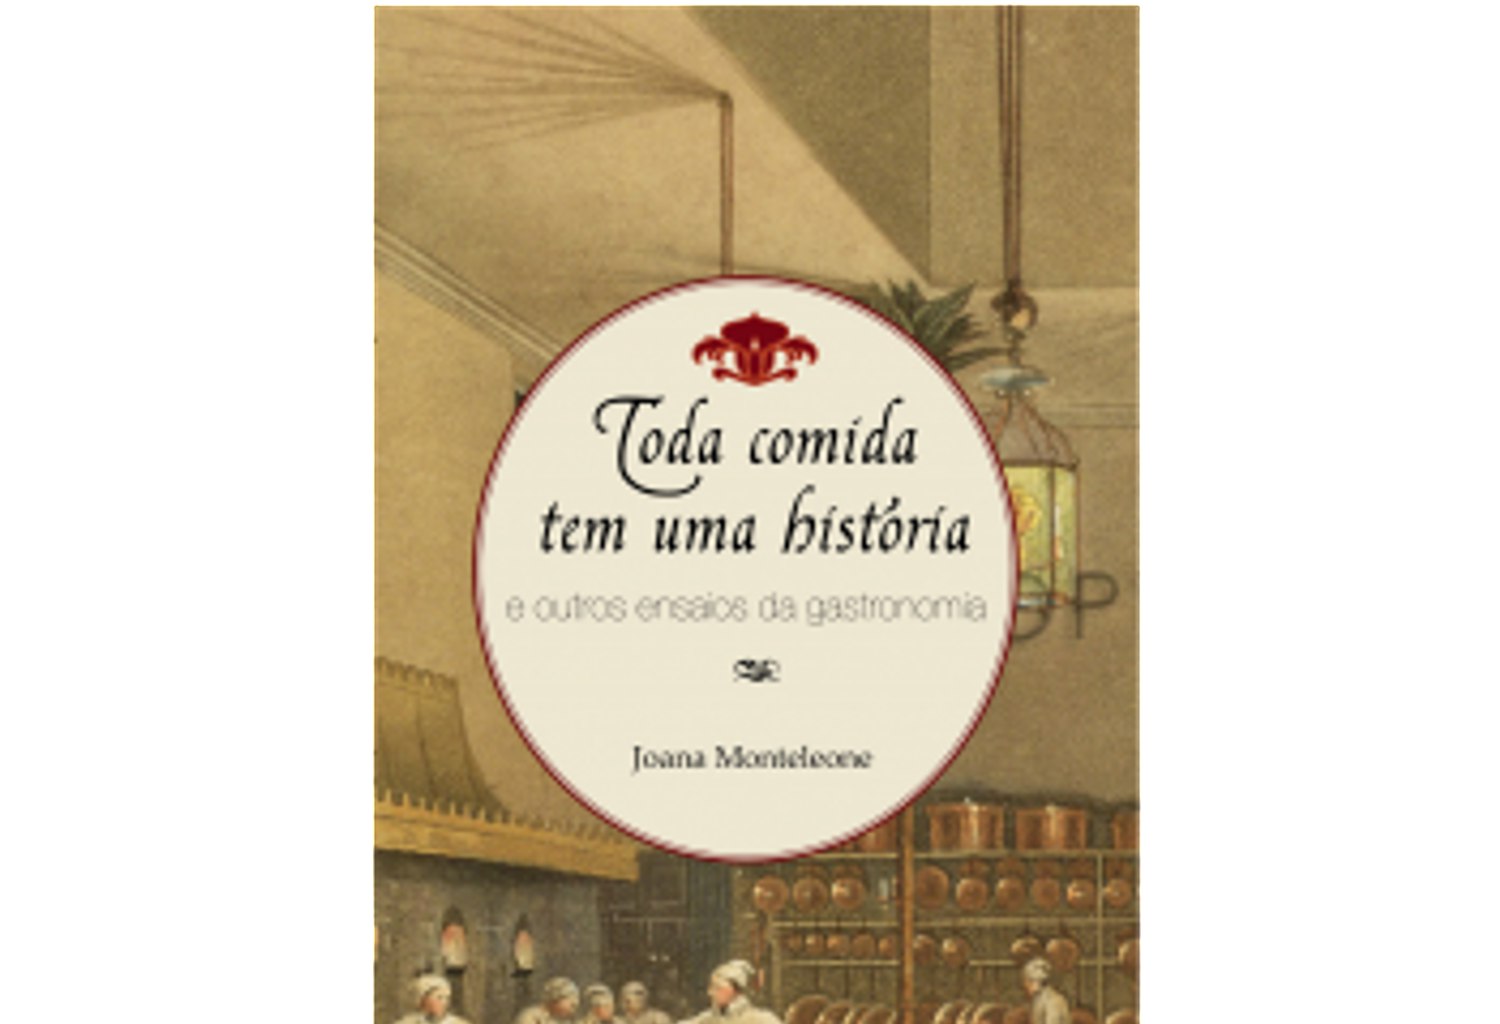 Toda comida
tem uma história
e outros ensaios da gastronomia
Joana Monteleone